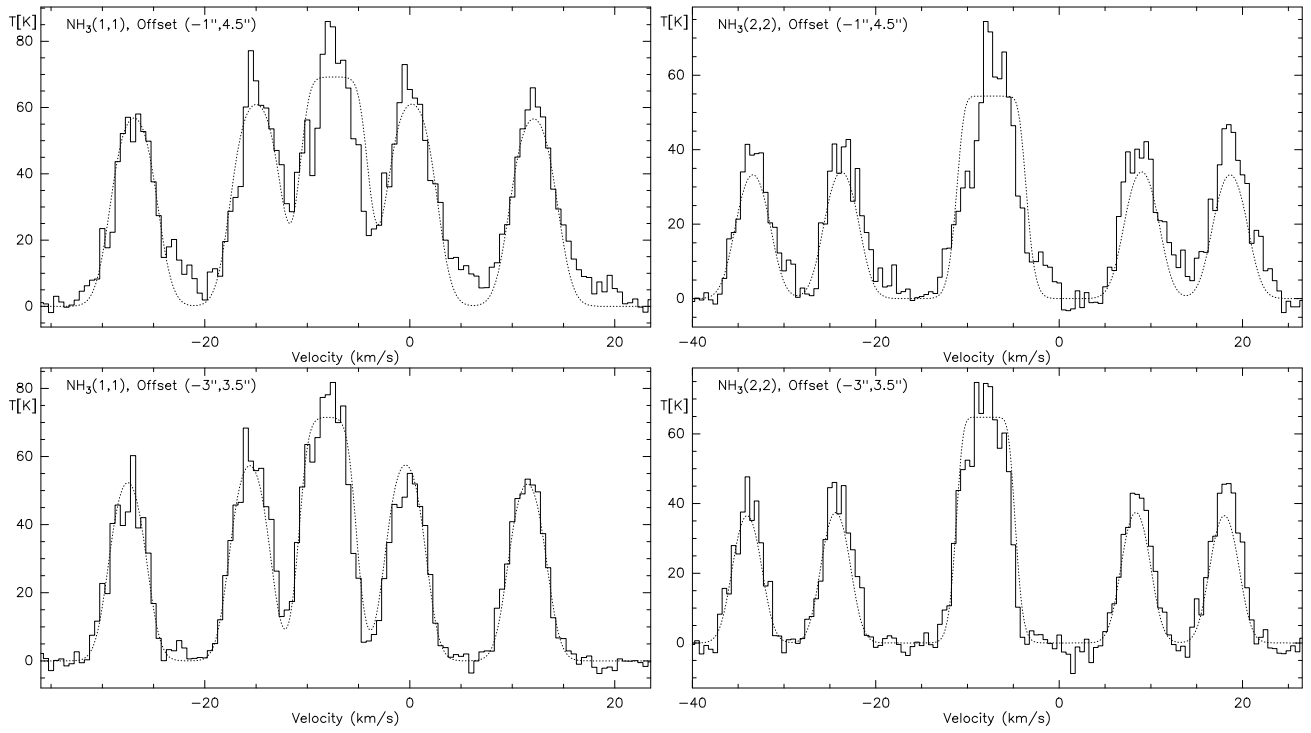 T[K] NH₃(1,1), Offset (−1",4.5")
80
60
40
20
0
−20 0 20
Velocity (km/s)
T[K] NH₃(2,2), Offset (−1",4.5")
60
40
20
0
−40 −20 0 20
Velocity (km/s)
80 NH₃(1,1), Offset (−3",3.5")
T[K]
60
40
20
0
−20 0 20
Velocity (km/s)
NH₃(2,2), Offset (−3",3.5")
T[K]
60
40
20
0
−40 −20 0 20
Velocity (km/s)